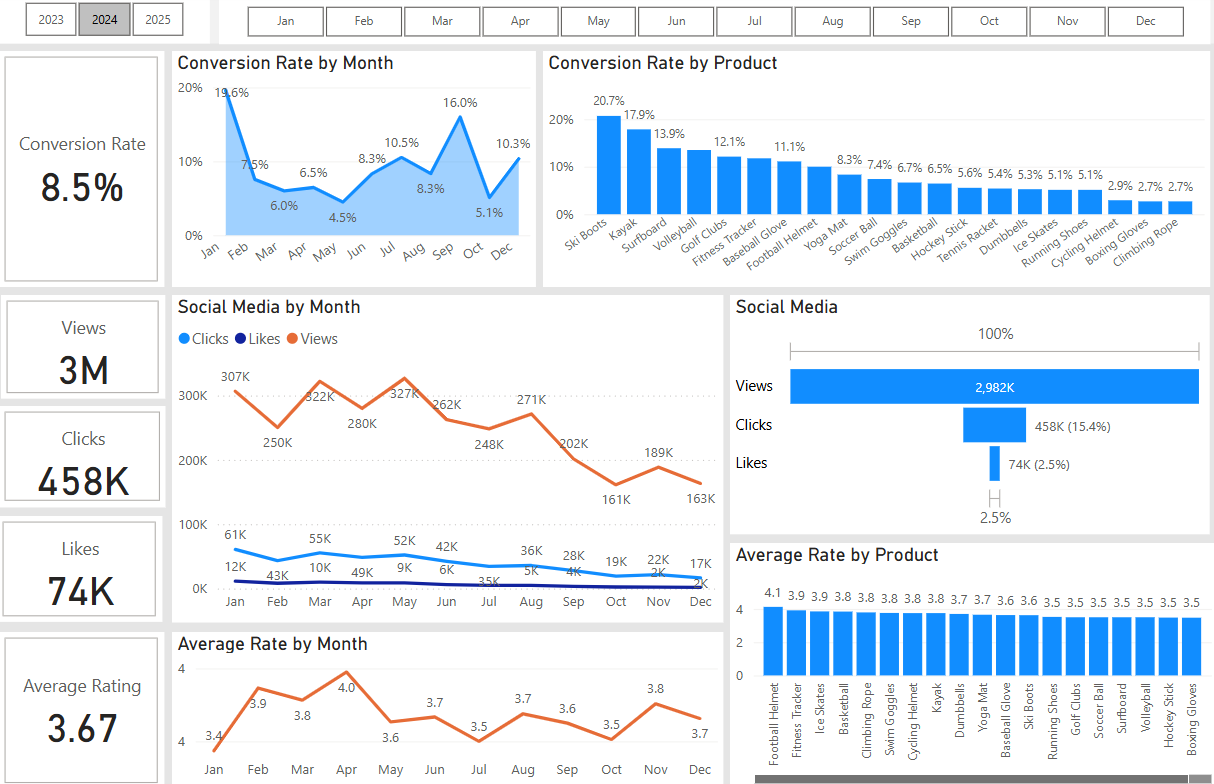 2023 2024 2025 Jan Feb Mar Apr May Jun Jul Aug Sep Oct Nov Dec
Conversion Rate
8.5%
Views
3M
Clicks
458K
Likes
74K
Average Rating
3.67
Conversion Rate by Month
20%
10%
0%
19.6% 7.5% 6.0% 6.5% 4.5% 8.3% 10.5% 8.3% 16.0% 5.1% 10.3%
Jan Feb Mar Apr May Jun Jul Aug Sep Oct Dec
Conversion Rate by Product
20%
10%
0%
20.7% 17.9% 13.9% 12.1% 11.1% 8.3% 7.4% 6.7% 6.5% 5.6% 5.4% 5.3% 5.1% 5.1% 2.9% 2.7% 2.7%
Ski Boots Kayak Surfboard Volleyball Golf Clubs Fitness Tracker Baseball Glove Football Helmet Yoga Mat Soccer Ball Swim Goggles Basketball Hockey Stick Tennis Racket Dumbbells Ice Skates Running Shoes Cycling Helmet Boxing Gloves Climbing Rope
Social Media by Month
Clicks Likes Views
300K
200K
100K
0K
307K 250K 322K 280K 327K 262K 248K 271K 202K 161K 189K 163K
61K 43K 55K 49K 52K 42K 35K 36K 28K 19K 22K 17K
12K 10K 9K 6K 5K 4K 2K 2K
Jan Feb Mar Apr May Jun Jul Aug Sep Oct Nov Dec
Social Media
100%
Views 2,982K
Clicks 458K (15.4%)
Likes 74K (2.5%)
2.5%
Average Rate by Month
4
4
3.4 3.9 3.8 4.0 3.6 3.7 3.5 3.7 3.6 3.5 3.8 3.7
Jan Feb Mar Apr May Jun Jul Aug Sep Oct Nov Dec
Average Rate by Product
4
2
0
4.1 3.9 3.9 3.8 3.8 3.8 3.8 3.8 3.7 3.7 3.6 3.6 3.5 3.5 3.5 3.5 3.5 3.5 3.5
Football Helmet Fitness Tracker Ice Skates Basketball Climbing Rope Swim Goggles Cycling Helmet Kayak Dumbbells Yoga Mat Baseball Glove Ski Boots Running Shoes Golf Clubs Soccer Ball Surfboard Volleyball Hockey Stick Boxing Gloves